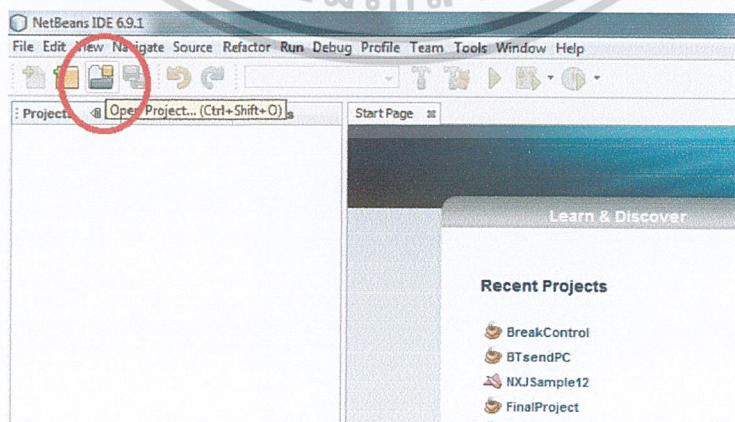 NetBeans IDE 6.9.1
File Edit View Navigate Source Refactor Run Debug Profile Team Tools Window Help
Open Project... (Ctrl+Shift+O)
Projects
Start Page
Learn & Discover
Recent Projects
BreakControl
BTsendPC
NXJSample12
FinalProject